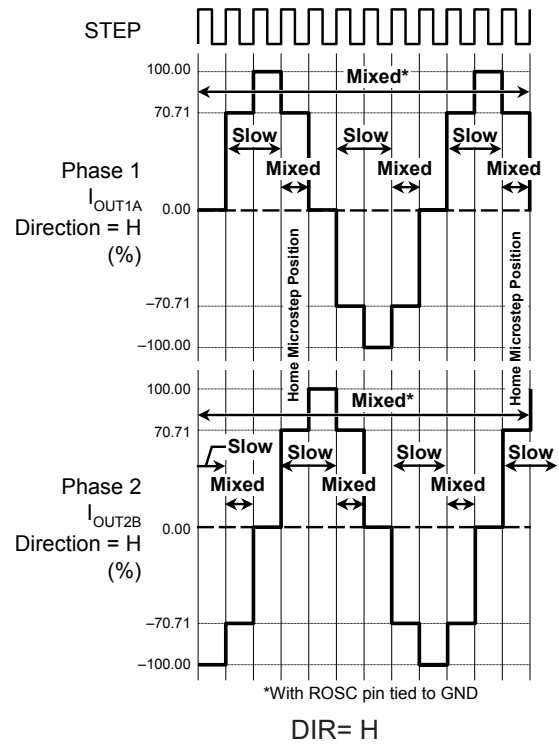 STEP
100.00
Mixed*
70.71
Slow
Slow
Slow
Mixed
Mixed
Mixed
Phase 1
I_OUT1A
Direction = H
(%)
0.00
Home Microstep Position
Home Microstep Position
–70.71
–100.00
100.00
Mixed*
70.71
Slow
Slow
Slow
Slow
Mixed
Mixed
Mixed
Phase 2
I_OUT2B
Direction = H
(%)
0.00
–70.71
–100.00
*With ROSC pin tied to GND
DIR= H